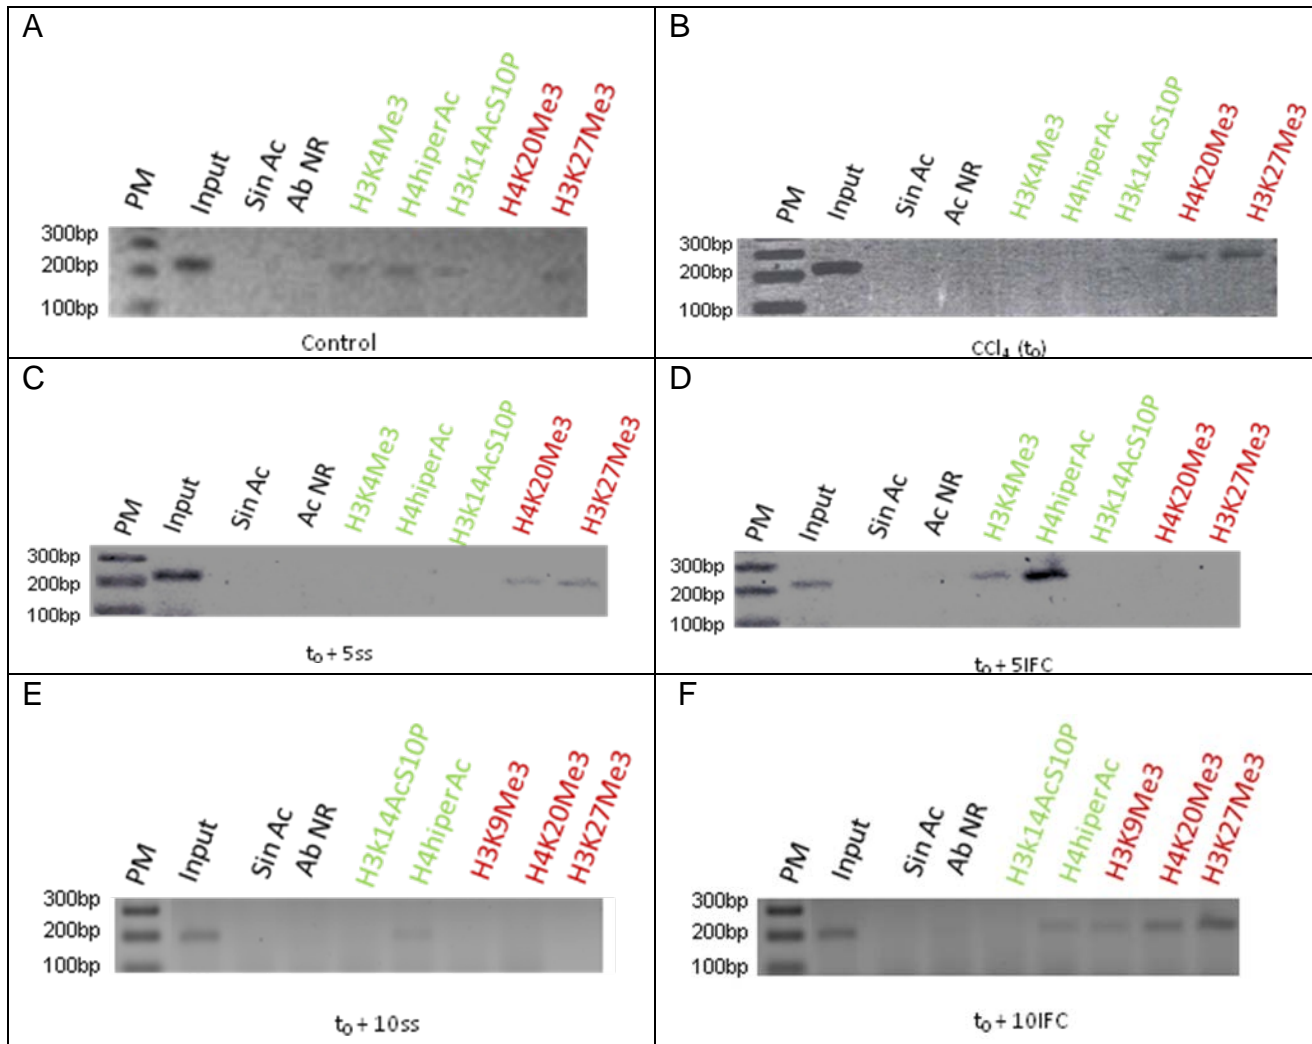 A
PM
Input
Sin Ac
Ab NR
H3K4Me3
H4hiperAc
H3k14AcS10P
H4K20Me3
H3K27Me3
300bp
200bp
100bp
Control
B
PM
Input
Sin Ac
Ac NR
H3K4Me3
H4hiperAc
H3k14AcS10P
H4K20Me3
H3K27Me3
300bp
200bp
100bp
CCl₄ (t₀)
C
PM
Input
Sin Ac
Ac NR
H3K4Me3
H4hiperAc
H3k14AcS10P
H4K20Me3
H3K27Me3
300bp
200bp
100bp
t₀ + 5ss
D
PM
Input
Sin Ac
Ac NR
H3K4Me3
H4hiperAc
H3k14AcS10P
H4K20Me3
H3K27Me3
300bp
200bp
100bp
t₀ + 5IFC
E
PM
Input
Sin Ac
Ab NR
H3k14AcS10P
H4hiperAc
H3K9Me3
H4K20Me3
H3K27Me3
300bp
200bp
100bp
t₀ + 10ss
F
PM
Input
Sin Ac
Ab NR
H3k14AcS10P
H4hiperAc
H3K9Me3
H4K20Me3
H3K27Me3
300bp
200bp
100bp
t₀ + 10IFC